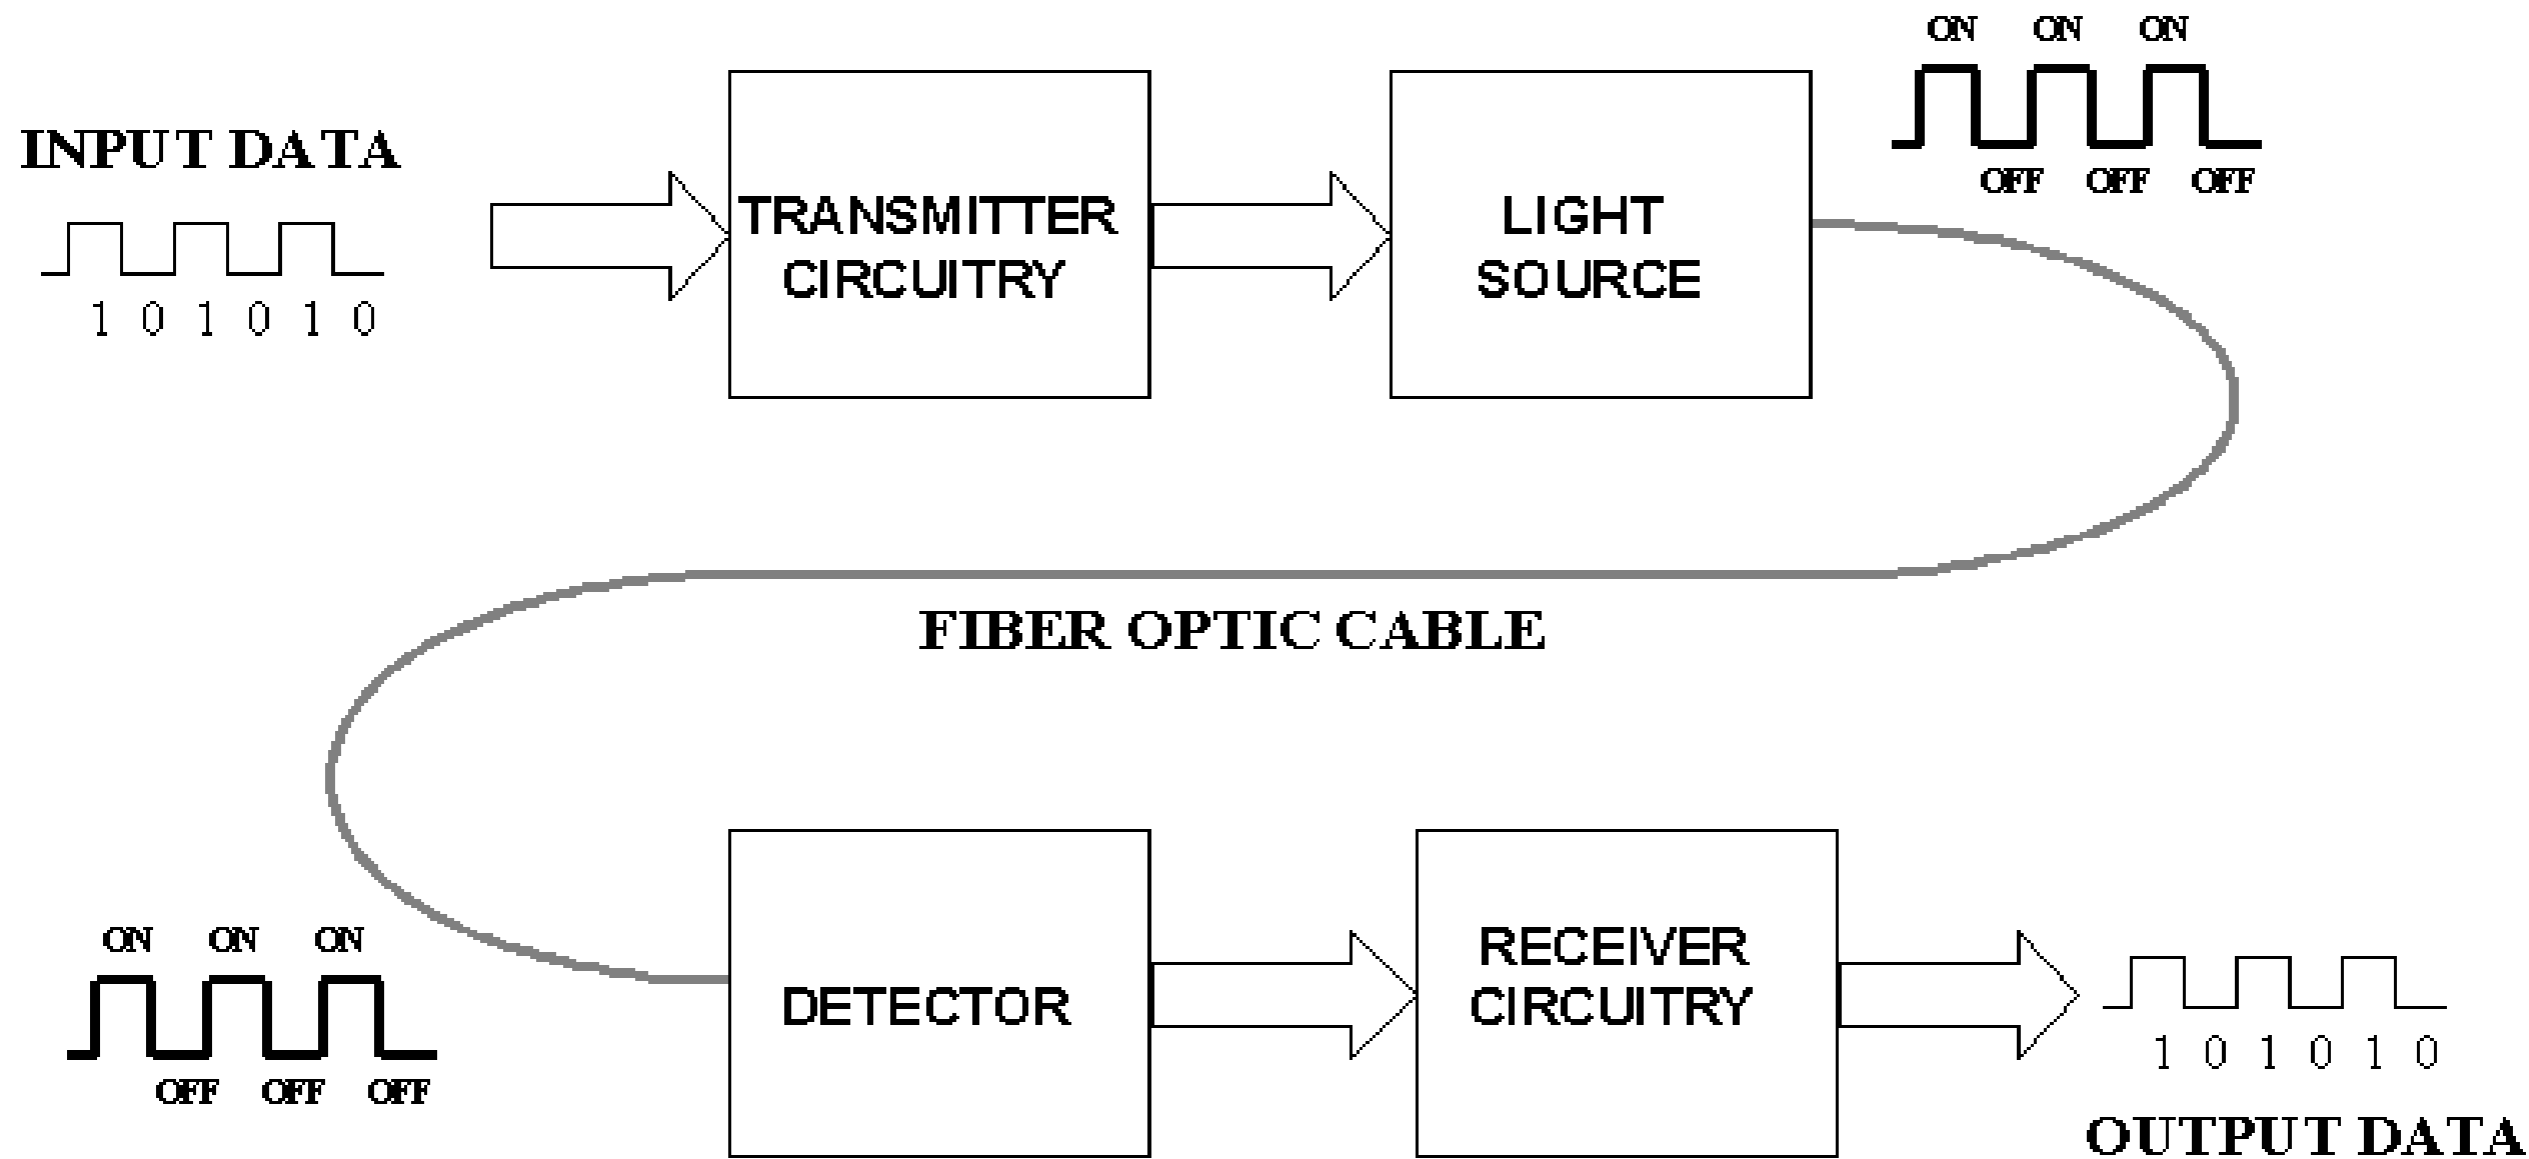 ON ON ON
INPUT DATA
OFF OFF OFF
TRANSMITTER
CIRCUITRY
LIGHT
SOURCE
1 0 1 0 1 0
FIBER OPTIC CABLE
ON ON ON
OFF OFF OFF
DETECTOR
RECEIVER
CIRCUITRY
1 0 1 0 1 0
OUTPUT DATA